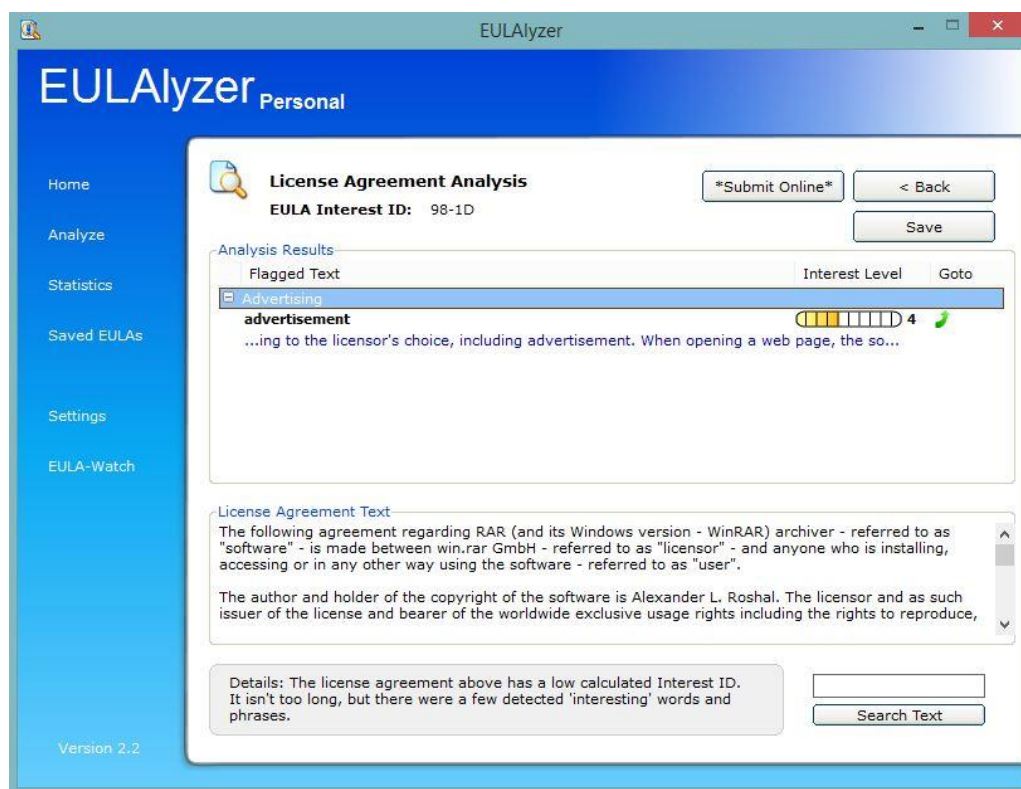 EULAlyzer
EULAlyzer Personal
Home
Analyze
Statistics
Saved EULAs
Settings
EULA-Watch
Version 2.2
License Agreement Analysis
EULA Interest ID: 98-1D
*Submit Online*
< Back
Save
Analysis Results
Flagged Text Interest Level Goto
Advertising
advertisement 4
...ing to the licensor's choice, including advertisement. When opening a web page, the so...
License Agreement Text
The following agreement regarding RAR (and its Windows version - WinRAR) archiver - referred to as
"software" - is made between win.rar GmbH - referred to as "licensor" - and anyone who is installing,
accessing or in any other way using the software - referred to as "user".
The author and holder of the copyright of the software is Alexander L. Roshal. The licensor and as such
issuer of the license and bearer of the worldwide exclusive usage rights including the rights to reproduce,
Details: The license agreement above has a low calculated Interest ID.
It isn't too long, but there were a few detected 'interesting' words and
phrases.
Search Text